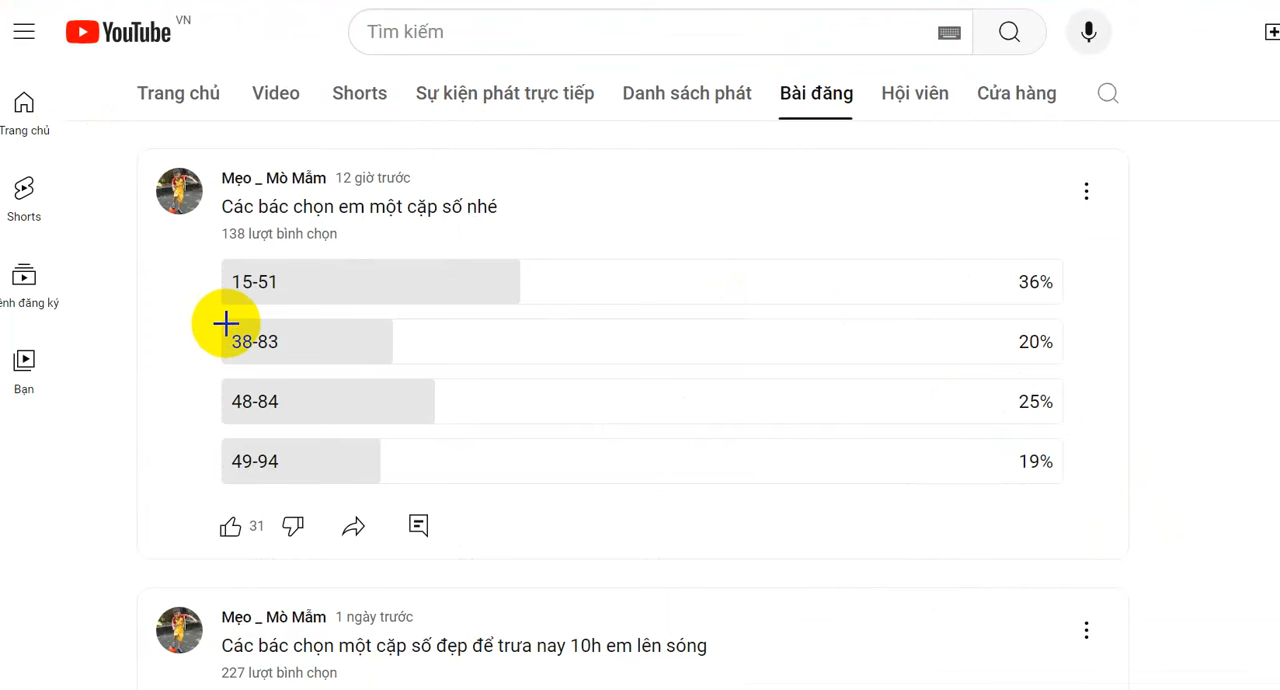 YouTube VN
Tìm kiếm
Trang chủ Video Shorts Sự kiện phát trực tiếp Danh sách phát Bài đăng Hội viên Cửa hàng
Trang chủ
Shorts
ênh đăng ký
Bạn
Mẹo _ Mò Mẫm 12 giờ trước
Các bác chọn em một cặp số nhé
138 lượt bình chọn
15-51 36%
38-83 20%
48-84 25%
49-94 19%
31
Mẹo _ Mò Mẫm 1 ngày trước
Các bác chọn một cặp số đẹp để trưa nay 10h em lên sóng
227 lượt bình chọn